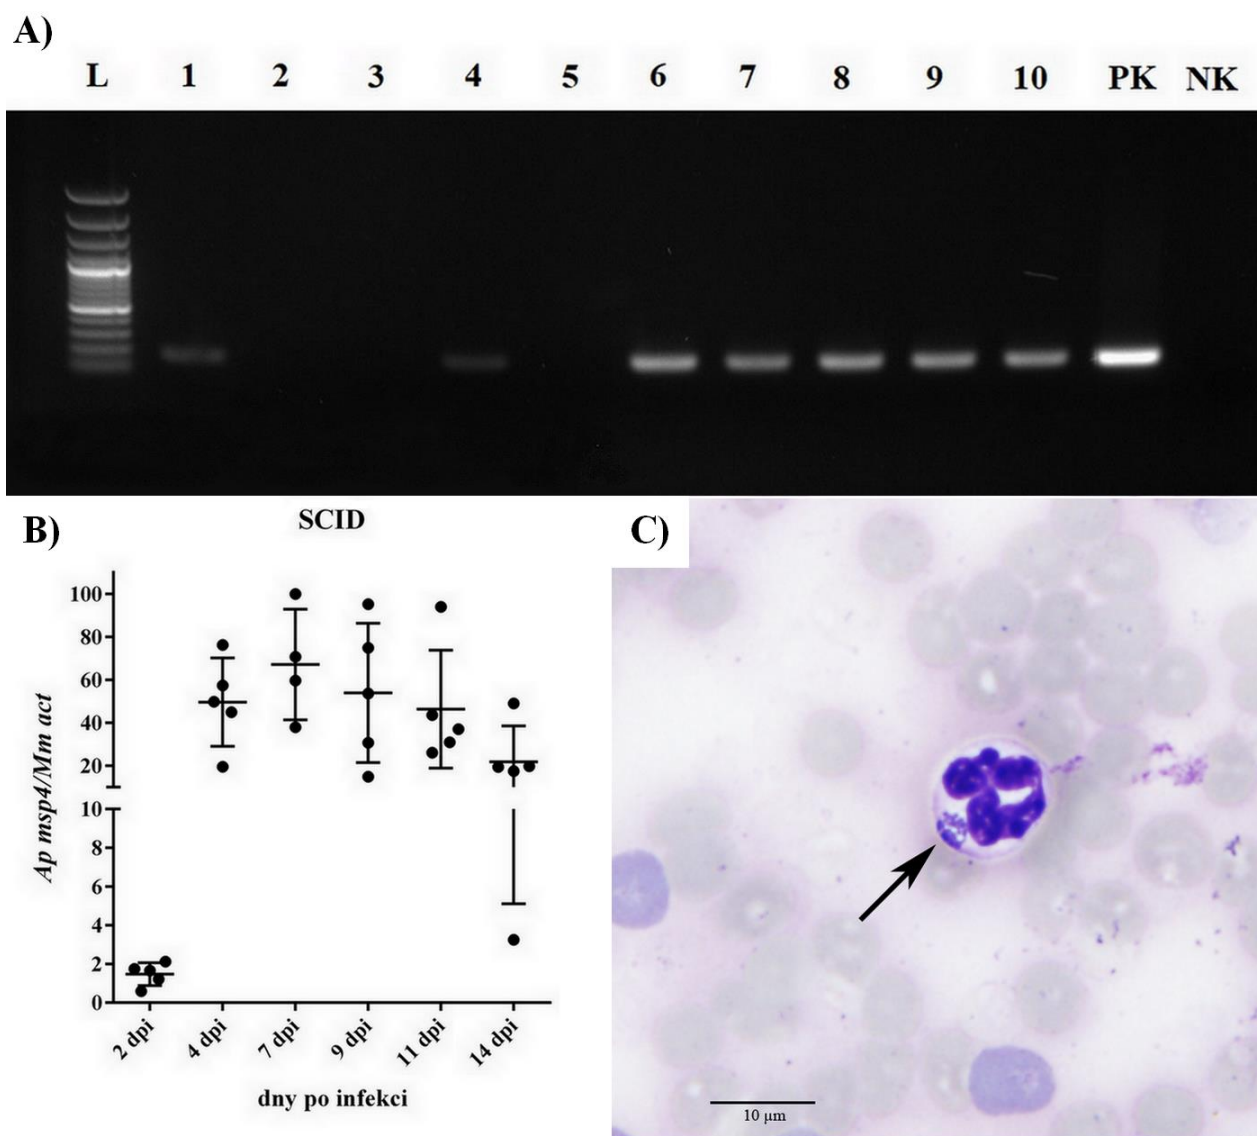 A)
L 1 2 3 4 5 6 7 8 9 10 PK NK
B)
SCID
Ap msp4/Mm act
100
80
60
40
20
10
8
6
4
2
0
2 dpi 4 dpi 7 dpi 9 dpi 11 dpi 14 dpi
dny po infekci
C)
10 µm